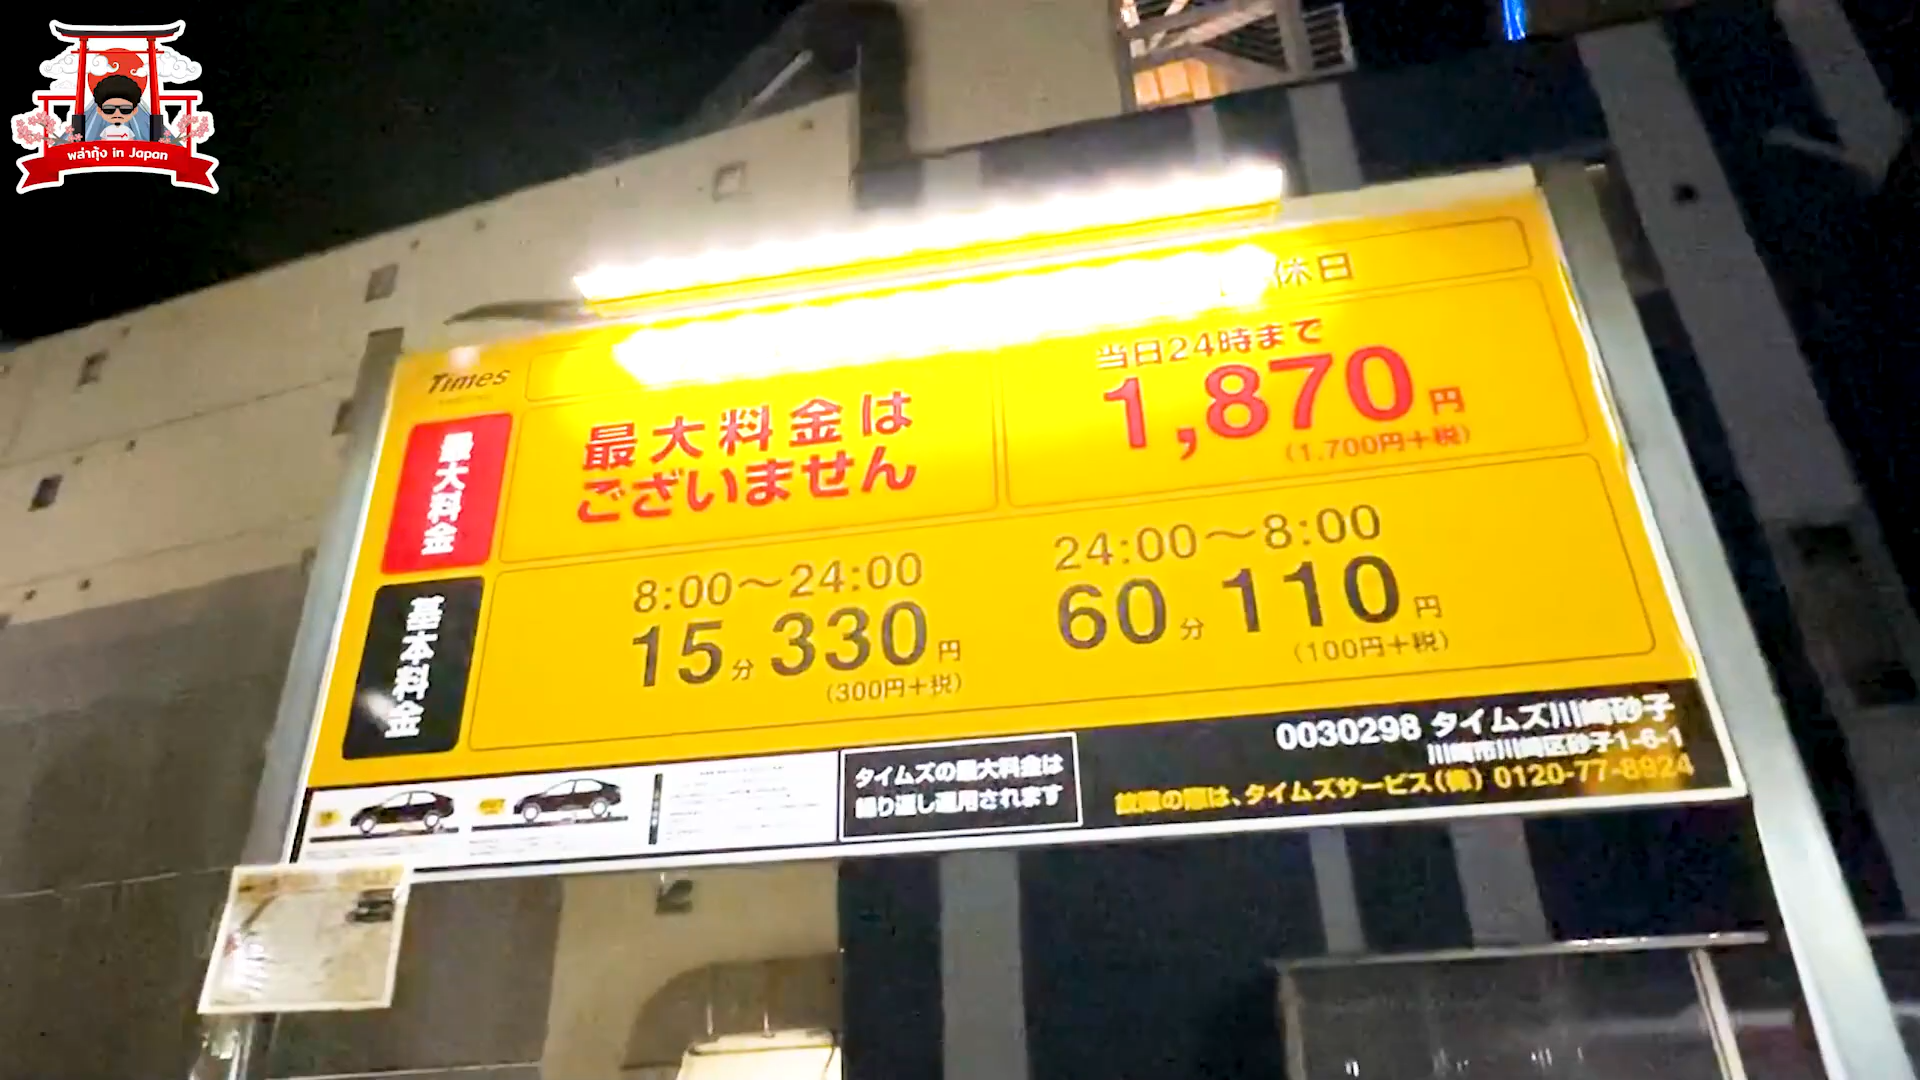 พล่ากุ้ง in Japan
休日
Times
最大料金
最大料金は
ございません
当日24時まで
1,870円
(1,700円+税)
基本料金
8:00～24:00
15分 330円
(300円+税)
24:00～8:00
60分 110円
(100円+税)
タイムズの最大料金は
繰り返し適用されます
0030298 タイムズ川崎砂子
川崎市川崎区砂子1-6-1
故障の際は、タイムズサービス(株) 0120-77-8924